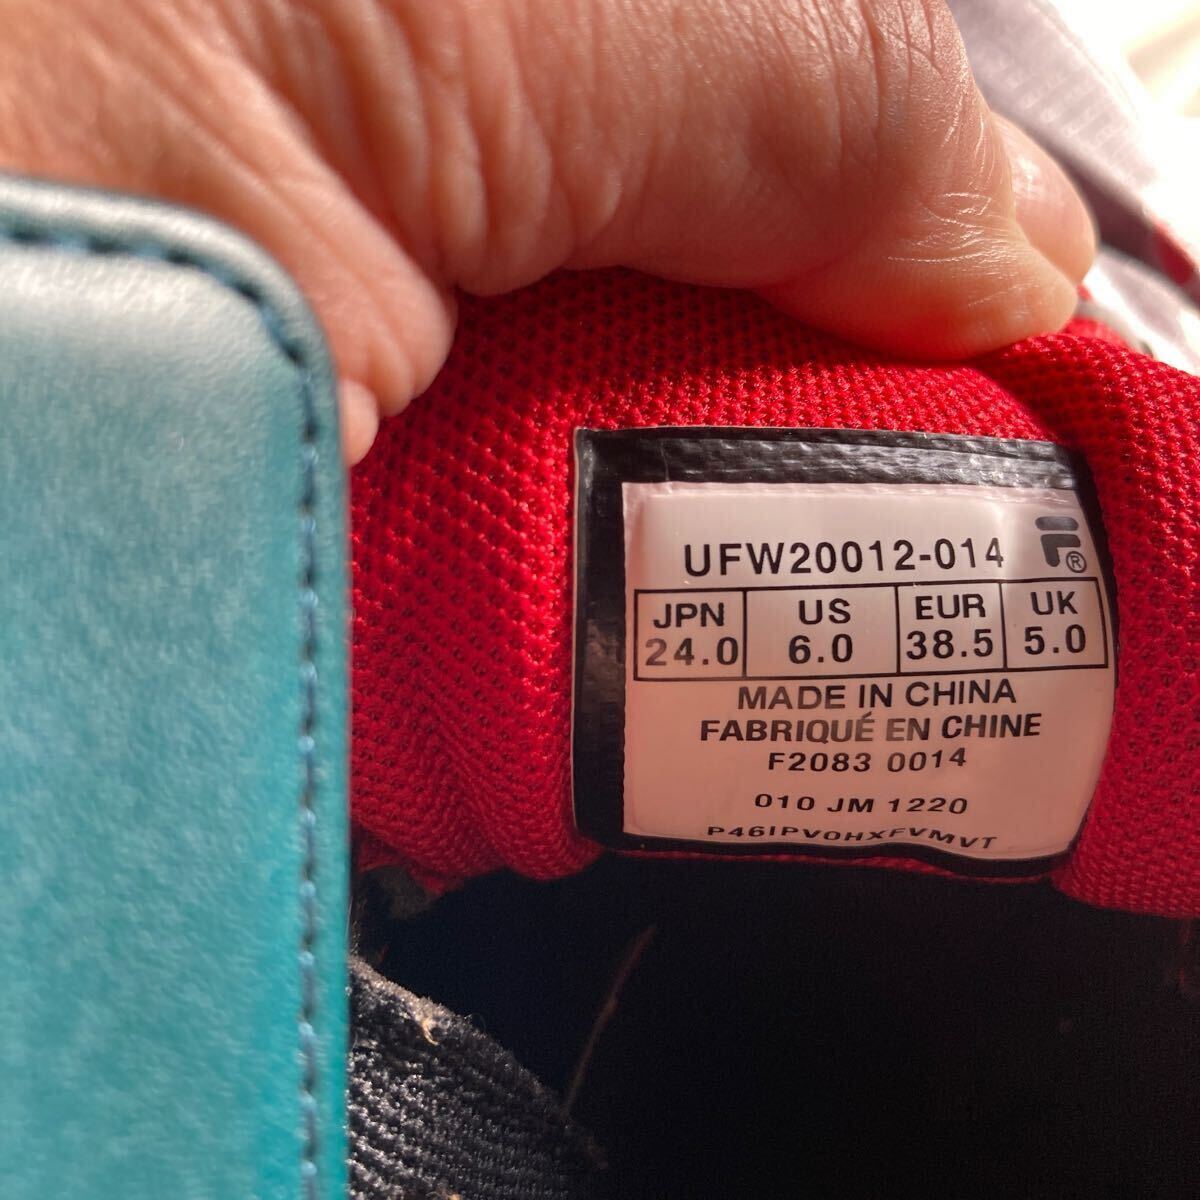 UFW20012-014 F®
JPN US EUR UK
24.0 6.0 38.5 5.0
MADE IN CHINA
FABRIQUÉ EN CHINE
F2083 0014
010 JM 1220
P46IPVOHXFVMVT